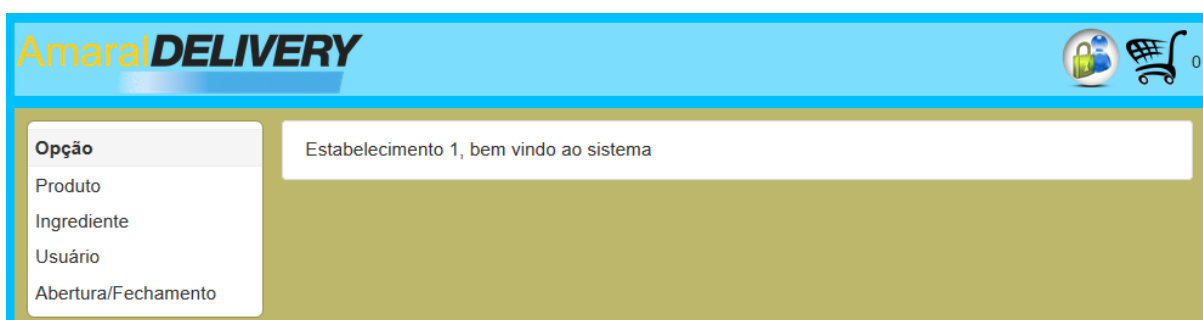 AmaralDELIVERY
0
Opção
Produto
Ingrediente
Usuário
Abertura/Fechamento
Estabelecimento 1, bem vindo ao sistema